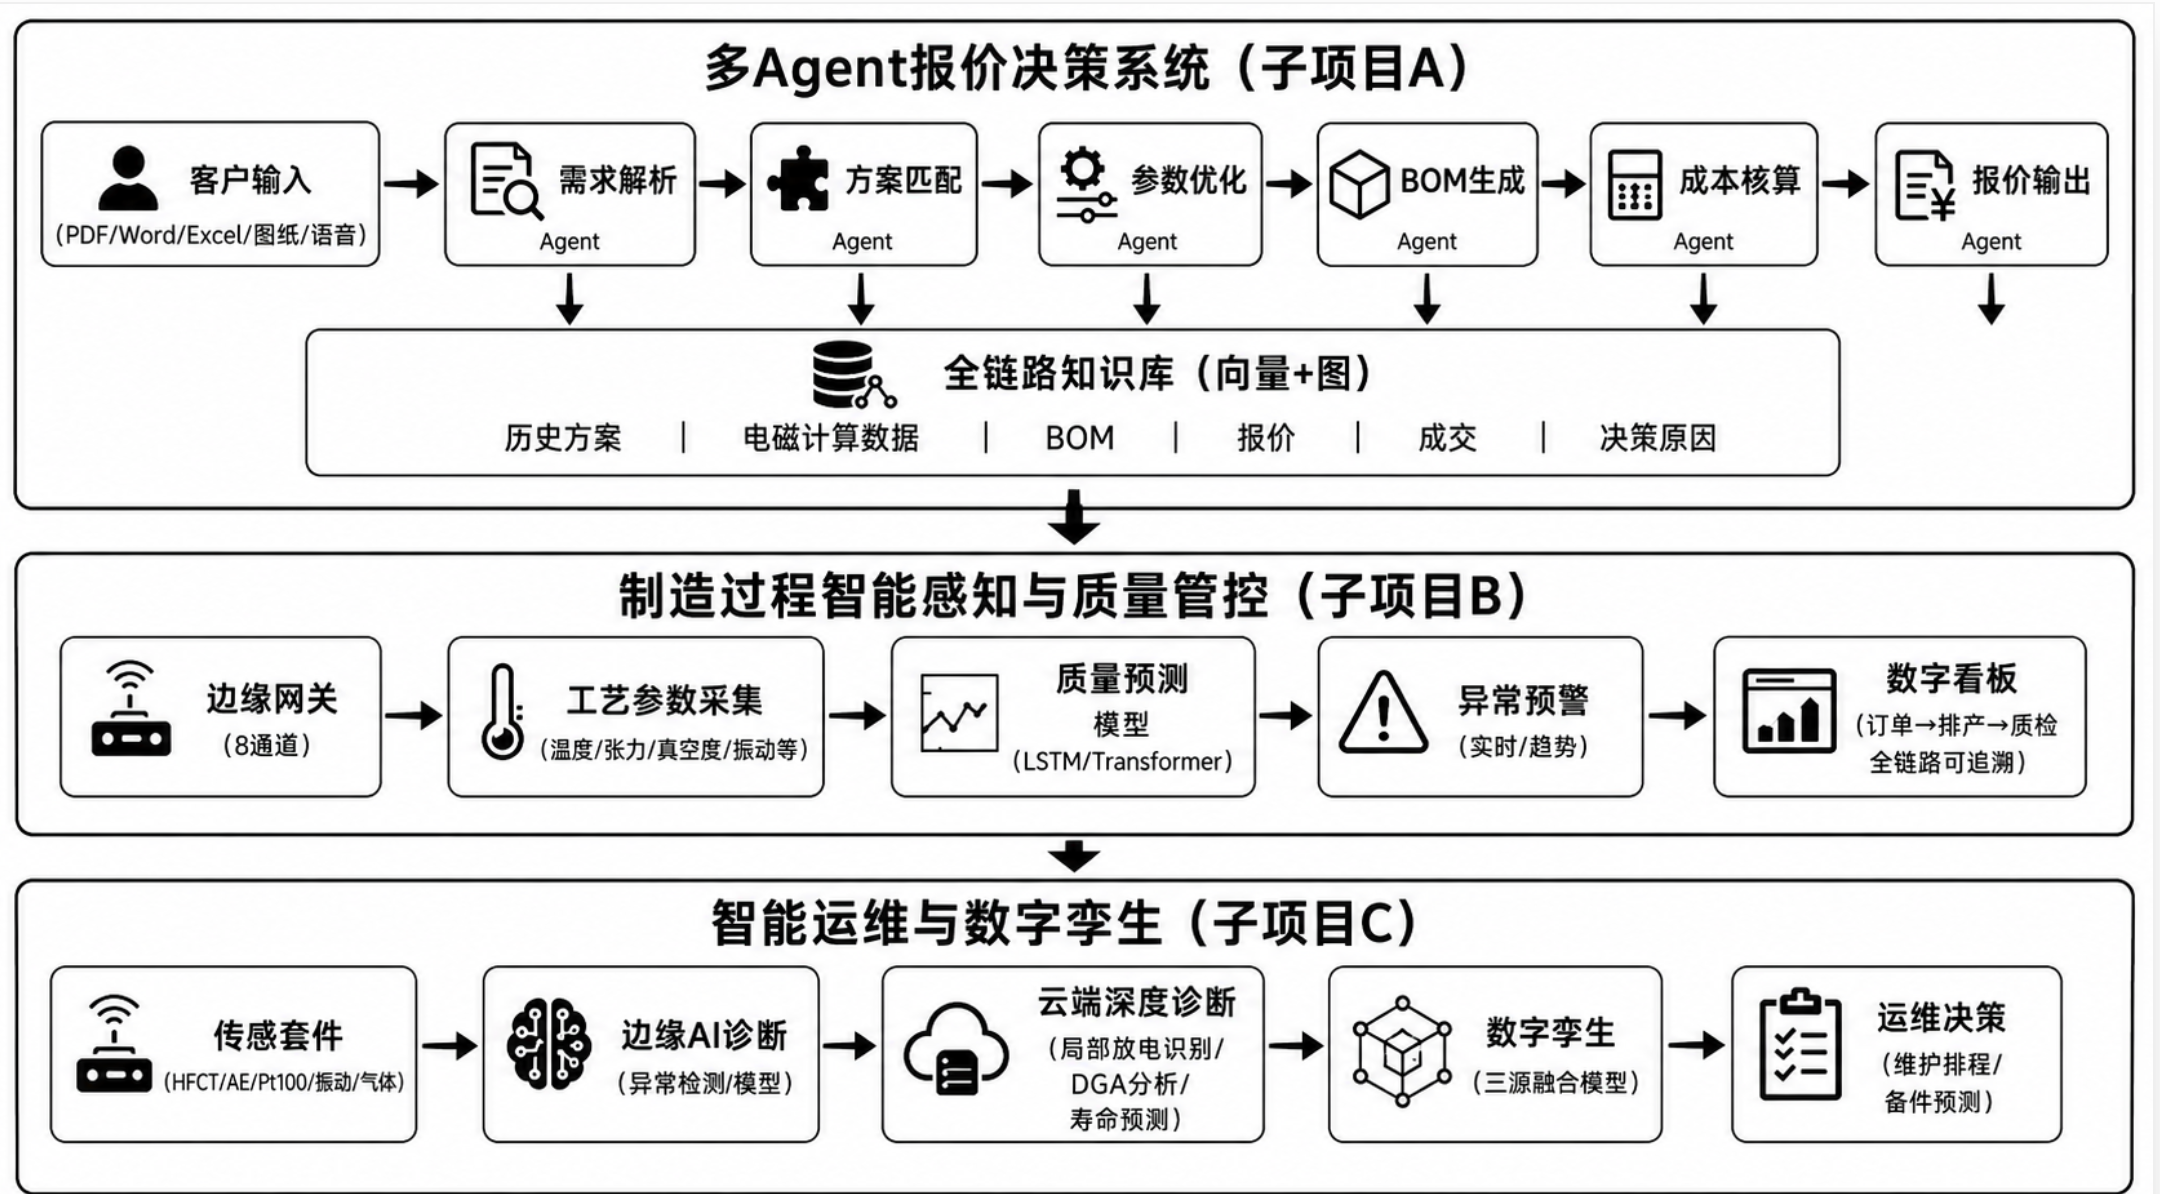 多Agent报价决策系统（子项目A）
客户输入
（PDF/Word/Excel/图纸/语音）
需求解析
Agent
方案匹配
Agent
参数优化
Agent
BOM生成
Agent
成本核算
Agent
报价输出
Agent
全链路知识库（向量+图）
历史方案 | 电磁计算数据 | BOM | 报价 | 成交 | 决策原因
制造过程智能感知与质量管控（子项目B）
边缘网关
（8通道）
工艺参数采集
（温度/张力/真空度/振动等）
质量预测
模型
（LSTM/Transformer）
异常预警
（实时/趋势）
数字看板
（订单→排产→质检
全链路可追溯）
智能运维与数字孪生（子项目C）
传感套件
（HFCT/AE/Pt100/振动/气体）
边缘AI诊断
（异常检测/模型）
云端深度诊断
（局部放电识别/
DGA分析/
寿命预测）
数字孪生
（三源融合模型）
运维决策
（维护排程/
备件预测）